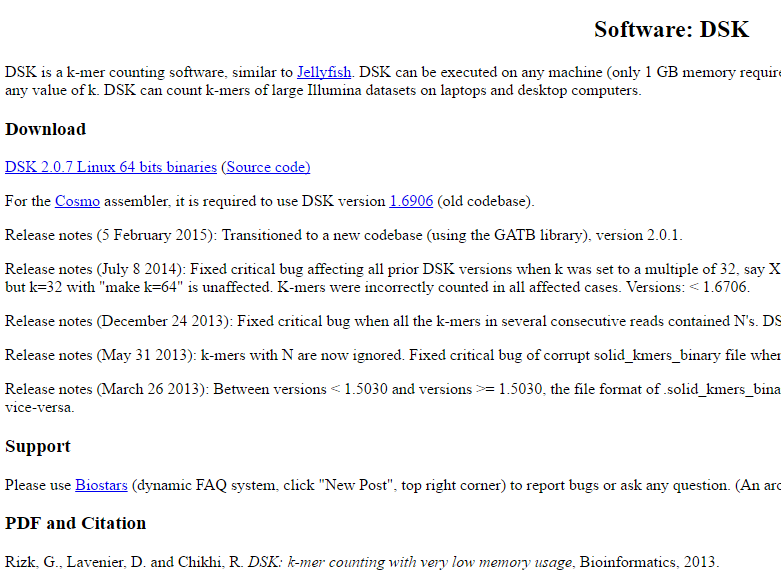 Software: DSK
DSK is a k-mer counting software, similar to Jellyfish. DSK can be executed on any machine (only 1 GB memory require
any value of k. DSK can count k-mers of large Illumina datasets on laptops and desktop computers.
Download
DSK 2.0.7 Linux 64 bits binaries (Source code)
For the Cosmo assembler, it is required to use DSK version 1.6906 (old codebase).
Release notes (5 February 2015): Transitioned to a new codebase (using the GATB library), version 2.0.1.
Release notes (July 8 2014): Fixed critical bug affecting all prior DSK versions when k was set to a multiple of 32, say X
but k=32 with "make k=64" is unaffected. K-mers were incorrectly counted in all affected cases. Versions: < 1.6706.
Release notes (December 24 2013): Fixed critical bug when all the k-mers in several consecutive reads contained N's. DS
Release notes (May 31 2013): k-mers with N are now ignored. Fixed critical bug of corrupt solid_kmers_binary file when
Release notes (March 26 2013): Between versions < 1.5030 and versions >= 1.5030, the file format of .solid_kmers_bina
vice-versa.
Support
Please use Biostars (dynamic FAQ system, click "New Post", top right corner) to report bugs or ask any question. (An arc
PDF and Citation
Rizk, G., Lavenier, D. and Chikhi, R. DSK: k-mer counting with very low memory usage, Bioinformatics, 2013.